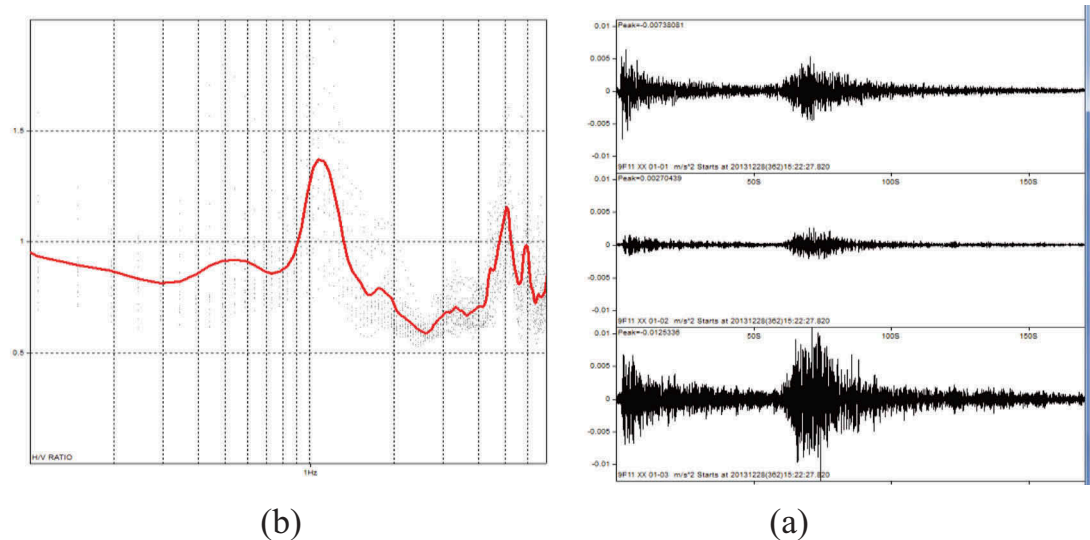 1.5
1
0.5
H/V RATIO
1Hz
(b)
0.01
Peak=-0.00738081
0.005
0
-0.005
-0.01
9F11 XX 01-01 m/s^2 Starts at 20131228(362)15:22:27.820
0.01
Peak=0.00270439
50S
100S
150S
0.005
0
-0.005
-0.01
9F11 XX 01-02 m/s^2 Starts at 20131228(362)15:22:27.820
0.01
Peak=-0.0125336
50S
100S
150S
0.005
0
-0.005
-0.01
9F11 XX 01-03 m/s^2 Starts at 20131228(362)15:22:27.820
(a)